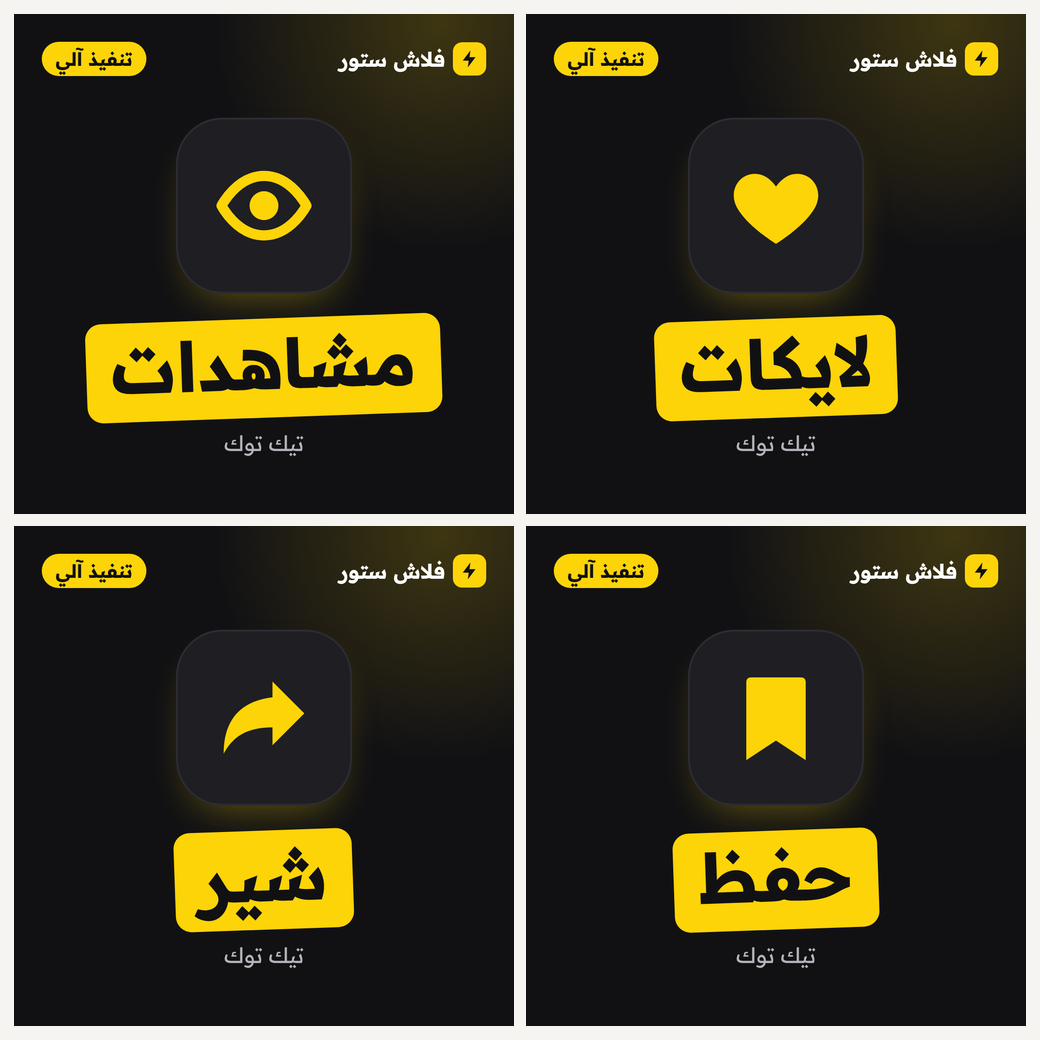 فلاش ستور
تنفيذ آلي
لايكات
تيك توك
فلاش ستور
تنفيذ آلي
مشاهدات
تيك توك
فلاش ستور
تنفيذ آلي
حفظ
تيك توك
فلاش ستور
تنفيذ آلي
شير
تيك توك